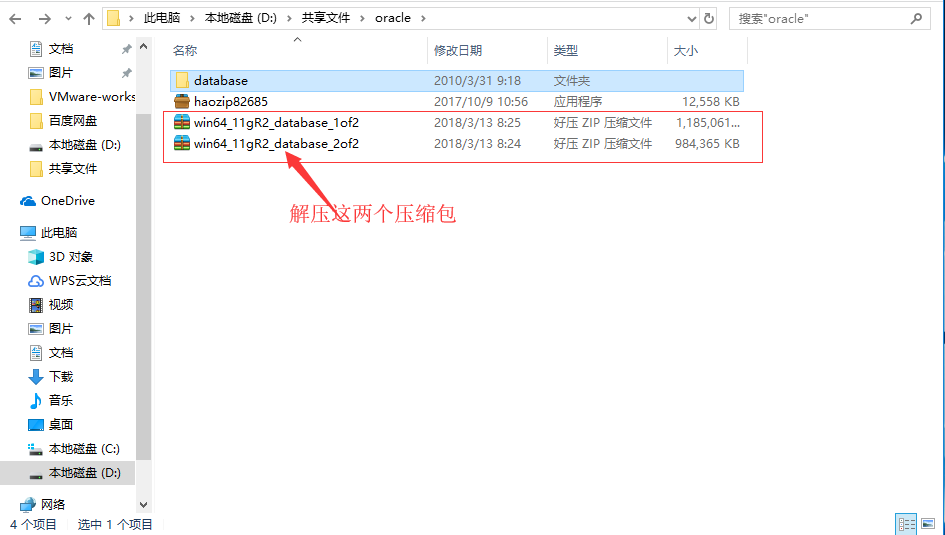 此电脑 本地磁盘 (D:) 共享文件 oracle
搜索"oracle"
名称 修改日期 类型 大小
database 2010/3/31 9:18 文件夹
haozip82685 2017/10/9 10:56 应用程序 12,558 KB
win64_11gR2_database_1of2 2018/3/13 8:25 好压 ZIP 压缩文件 1,185,061...
win64_11gR2_database_2of2 2018/3/13 8:24 好压 ZIP 压缩文件 984,365 KB
解压这两个压缩包
文档
图片
VMware-works
百度网盘
本地磁盘 (D:)
共享文件
OneDrive
此电脑
3D 对象
WPS云文档
视频
图片
文档
下载
音乐
桌面
本地磁盘 (C:)
本地磁盘 (D:)
网络
4 个项目 选中 1 个项目